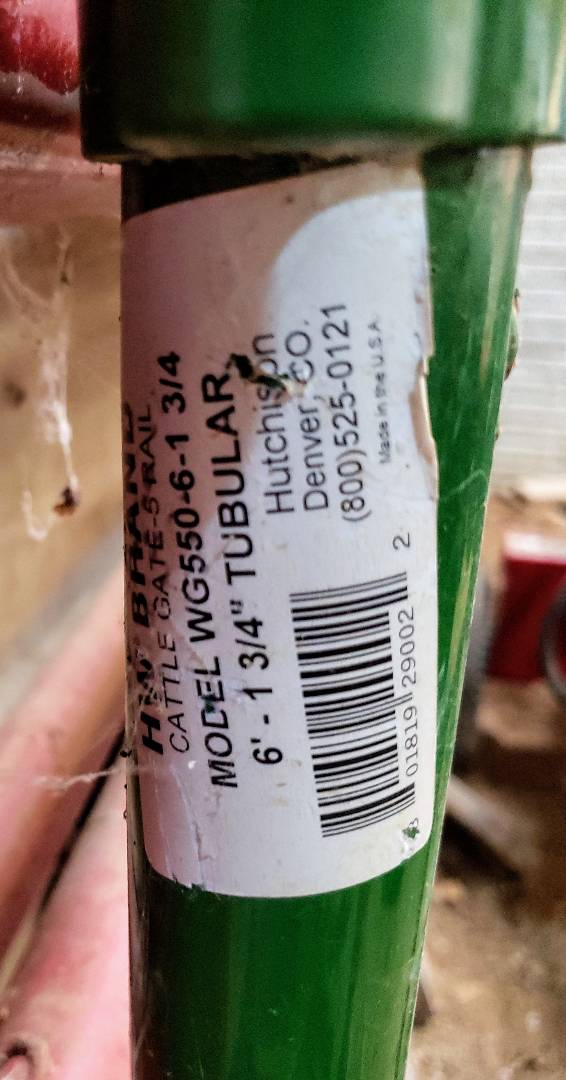 HW BRAND
CATTLE GATE-5 RAIL
MODEL WG550-6-1 3/4
6' - 1 3/4" TUBULAR
Hutchison
Denver, CO.
(800)525-0121
Made in the U.S.A.
01819 29002 2